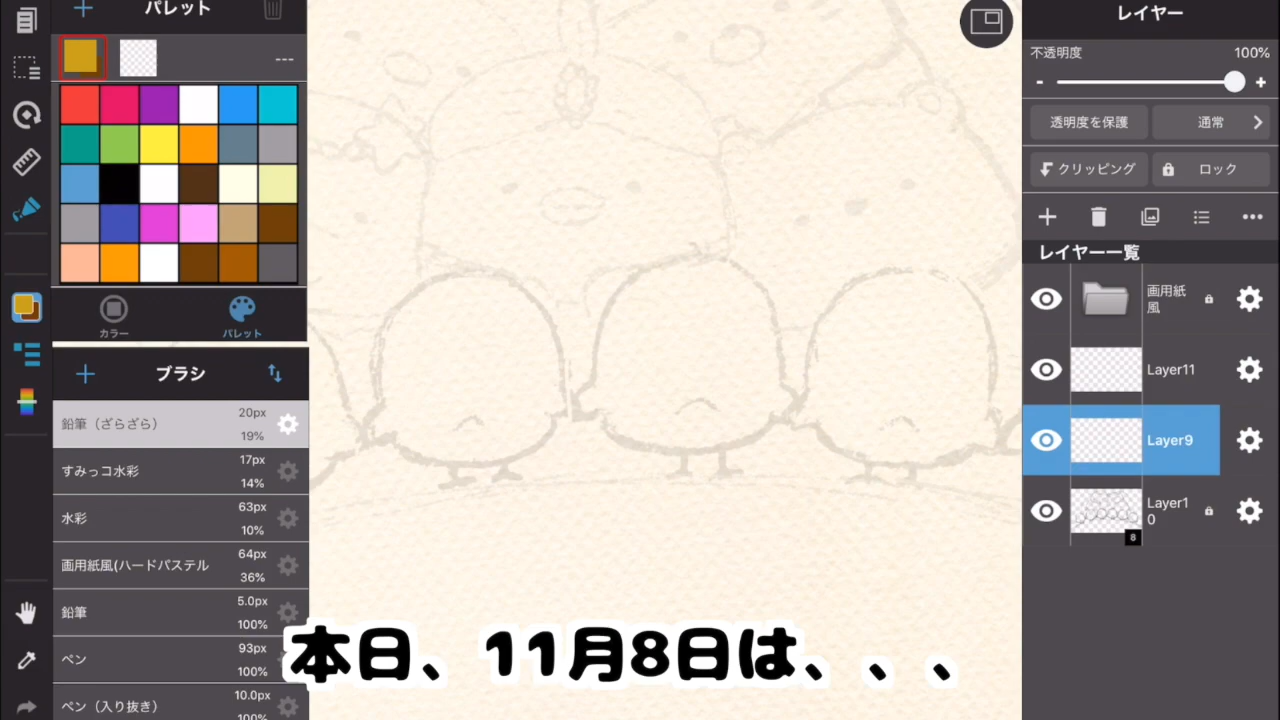 パレット
---
カラー
パレット
ブラシ
鉛筆（ざらざら）
20px
19%
すみっコ水彩
17px
14%
水彩
63px
10%
画用紙風(ハードパステル
64px
36%
鉛筆
5.0px
100%
ペン
93px
100%
ペン（入り抜き）
10.0px
100%
本日、11月8日は、、、
レイヤー
不透明度
100%
-
+
透明度を保護
通常
クリッピング
ロック
レイヤー一覧
画用紙
風
Layer11
Layer9
Layer1
0
8